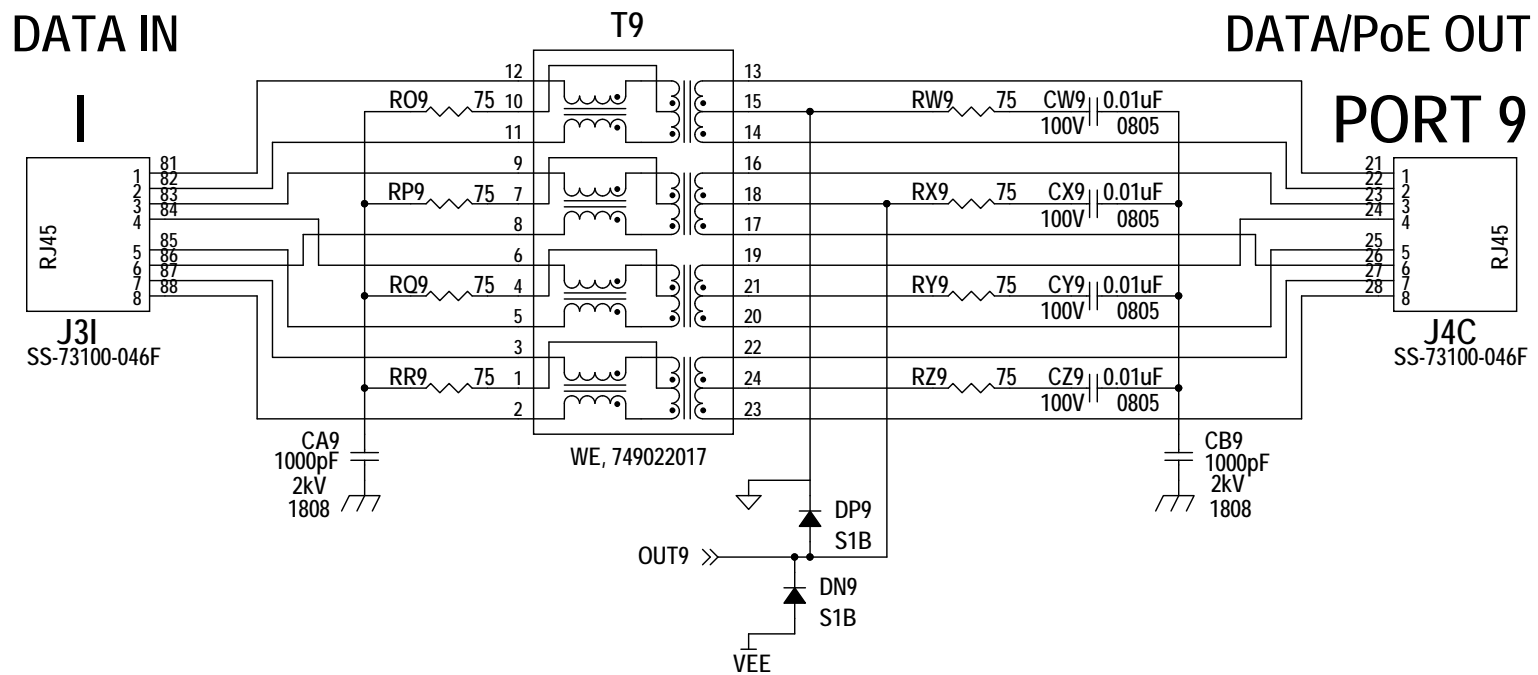 DATA IN
T9
DATA/PoE OUT
I
PORT 9
12
13
RO9 75 10
15 RW9 75 CW9 0.01uF
100V 0805
11
14
81
82
83
84
85
86
87
88
1
2
3
4
5
6
7
8
RJ45
J3I
SS-73100-046F
9
16
RP9 75 7
18 RX9 75 CX9 0.01uF
100V 0805
8
17
6
19
RQ9 75 4
21 RY9 75 CY9 0.01uF
100V 0805
5
20
3
22
RR9 75 1
24 RZ9 75 CZ9 0.01uF
100V 0805
2
23
21
22
23
24
25
26
27
28
1
2
3
4
5
6
7
8
RJ45
J4C
SS-73100-046F
CA9
1000pF
2kV
1808
WE, 749022017
CB9
1000pF
2kV
1808
DP9
S1B
OUT9
DN9
S1B
VEE